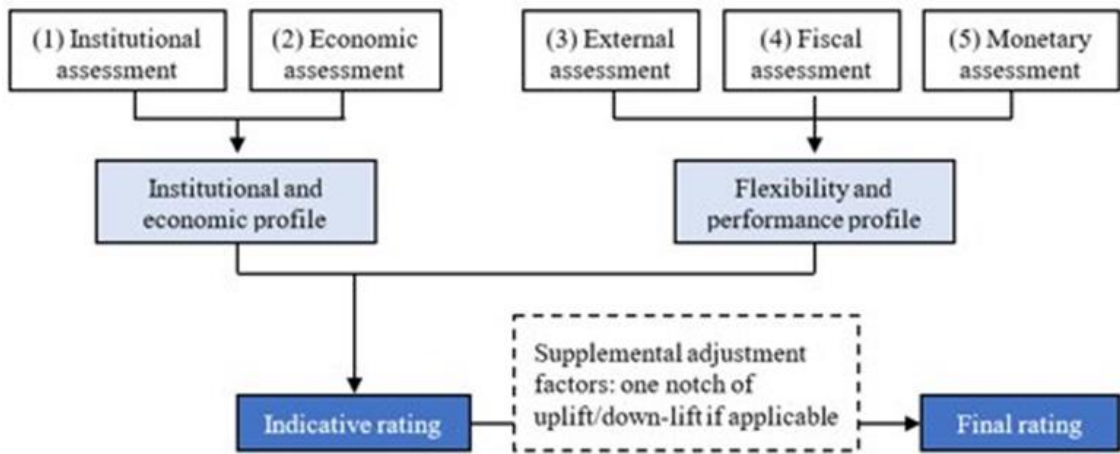 (1) Institutional
assessment
(2) Economic
assessment
(3) External
assessment
(4) Fiscal
assessment
(5) Monetary
assessment
Institutional and
economic profile
Flexibility and
performance profile
Supplemental adjustment
factors: one notch of
uplift/down-lift if applicable
Indicative rating
Final rating